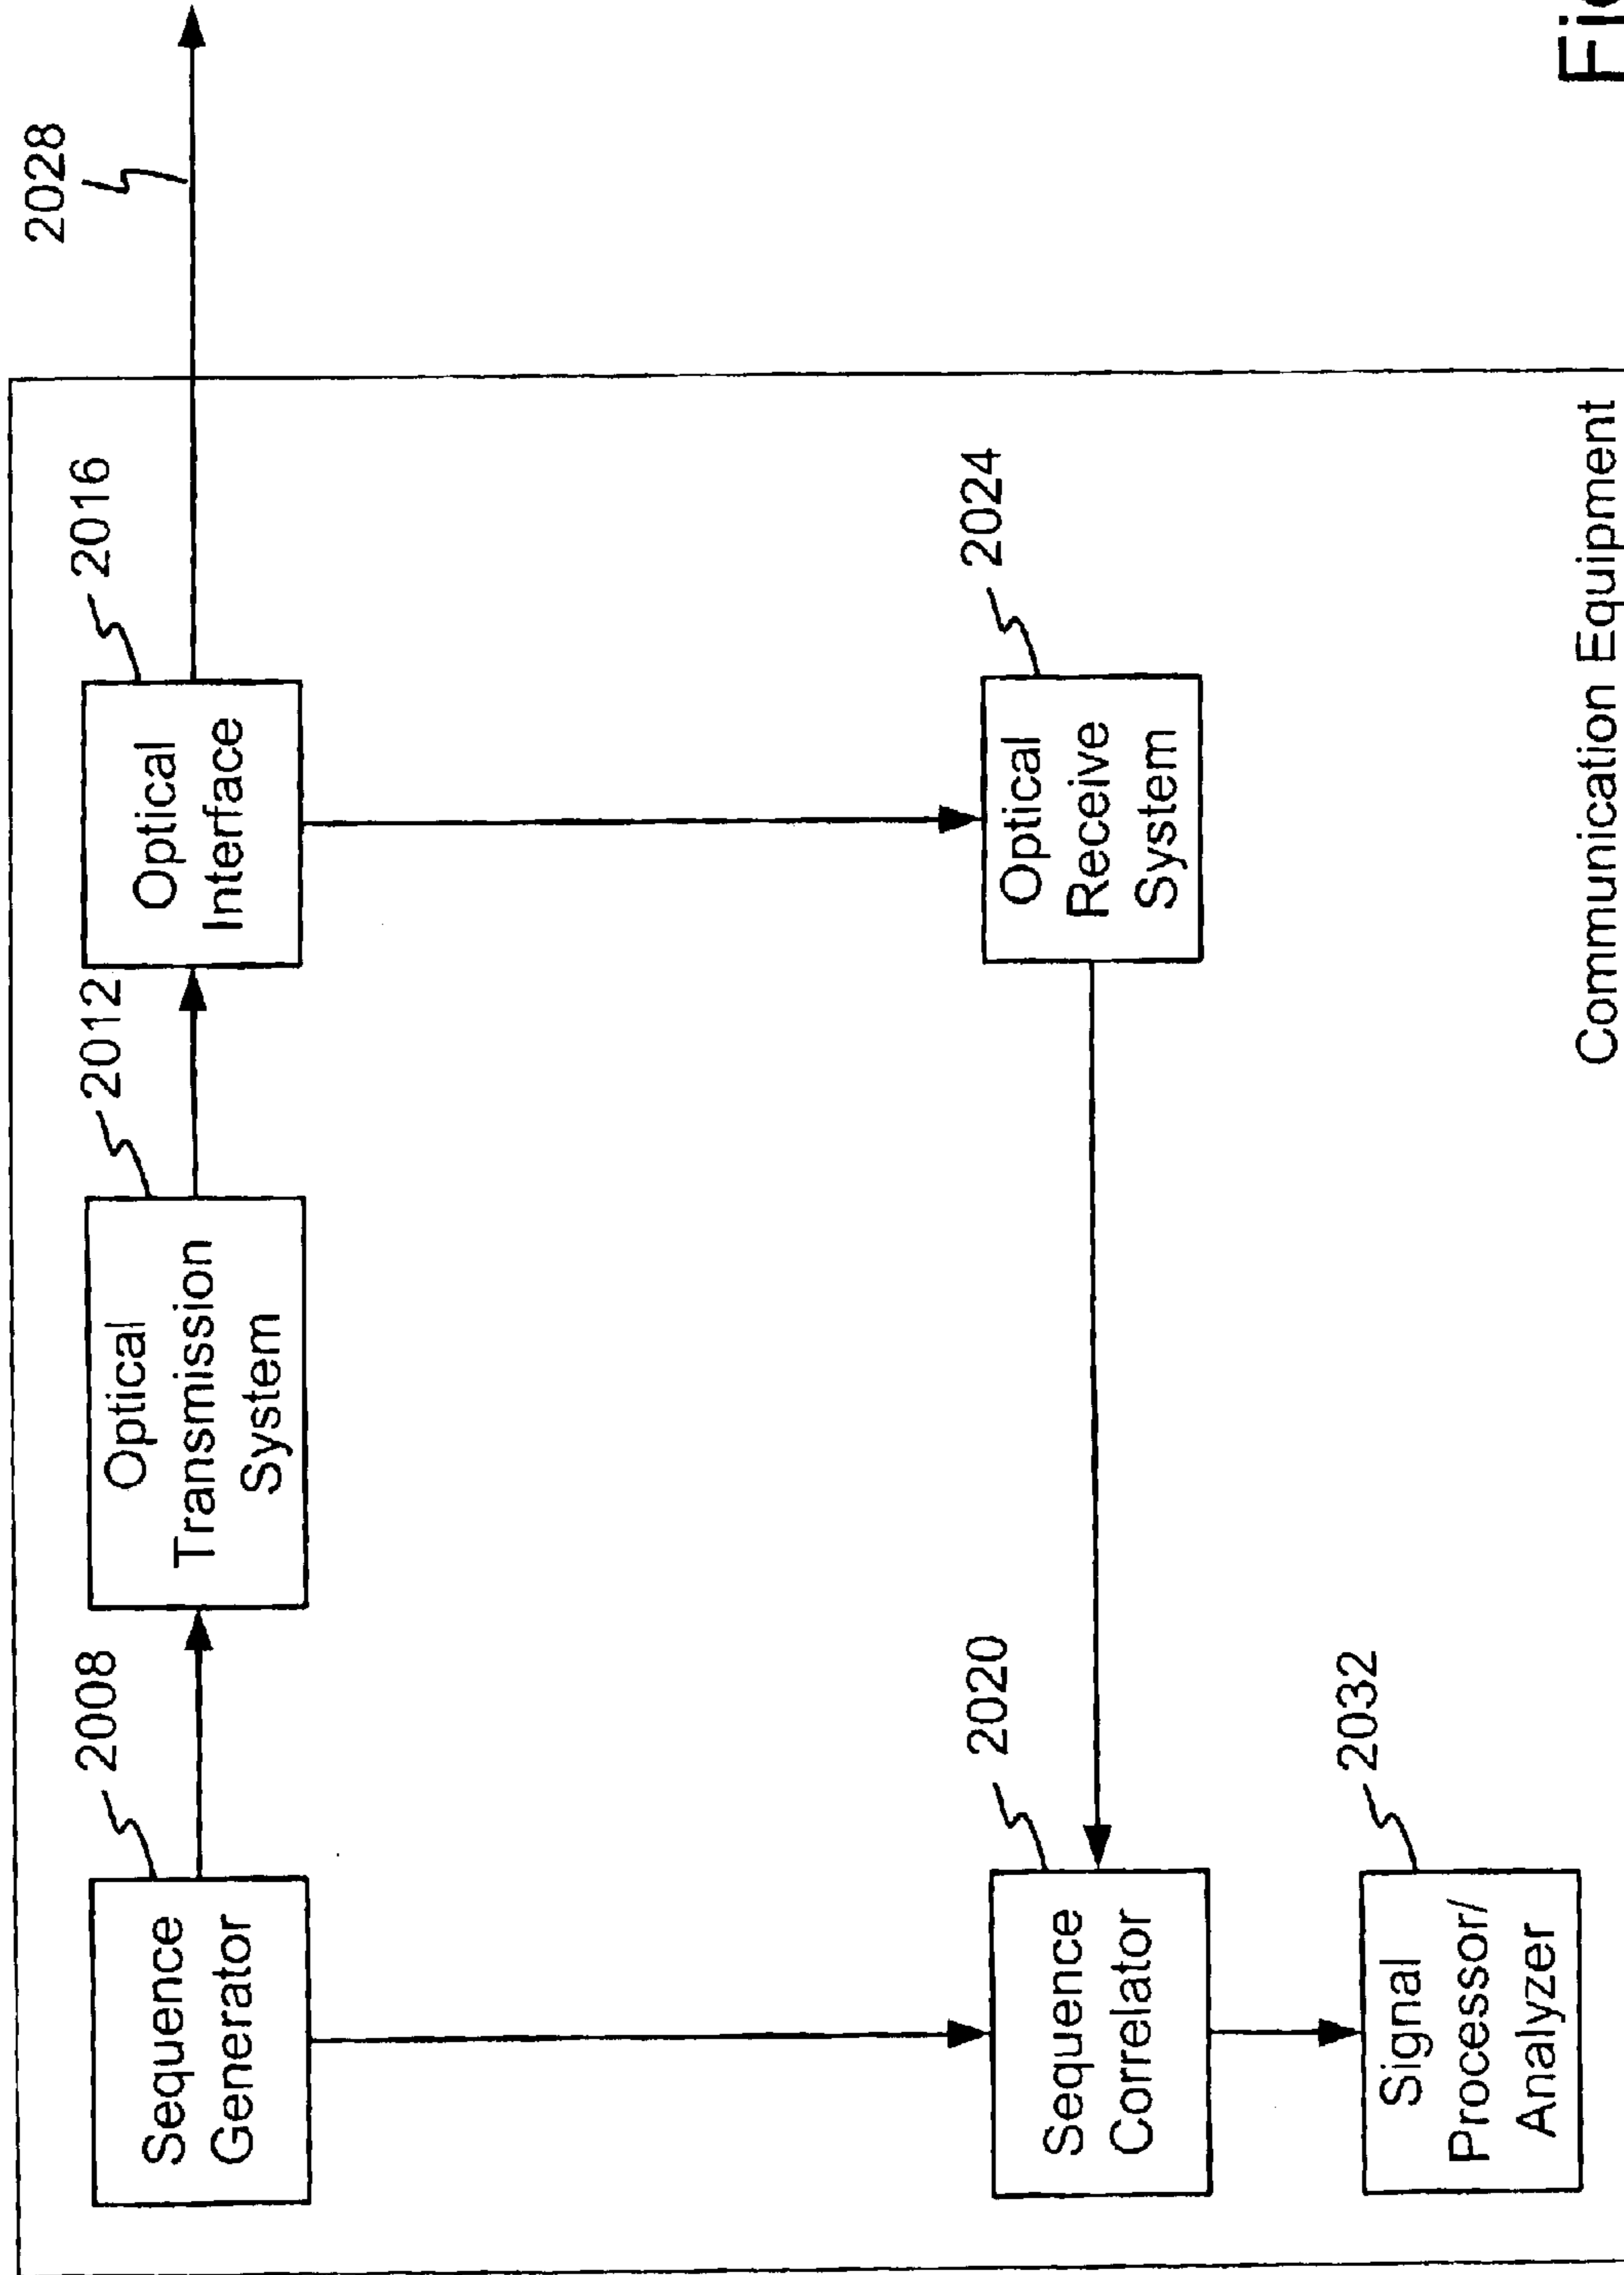 2028
2016
2012
2008
Optical
Interface
Optical
Transmission
System
Sequence
Generator
2024
2020
Optical
Receive
System
Sequence
Correlator
2032
Signal
Processor/
Analyzer
Communication Equipment